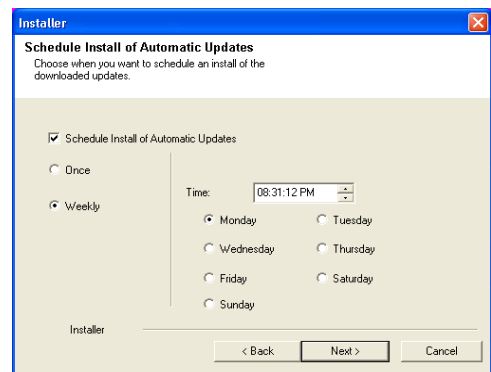 Installer
Schedule Install of Automatic Updates
Choose when you want to schedule an install of the
downloaded updates.
Schedule Install of Automatic Updates
Once
Weekly
Time: 08:31:12 PM
Monday Tuesday
Wednesday Thursday
Friday Saturday
Sunday
Installer
< Back Next > Cancel